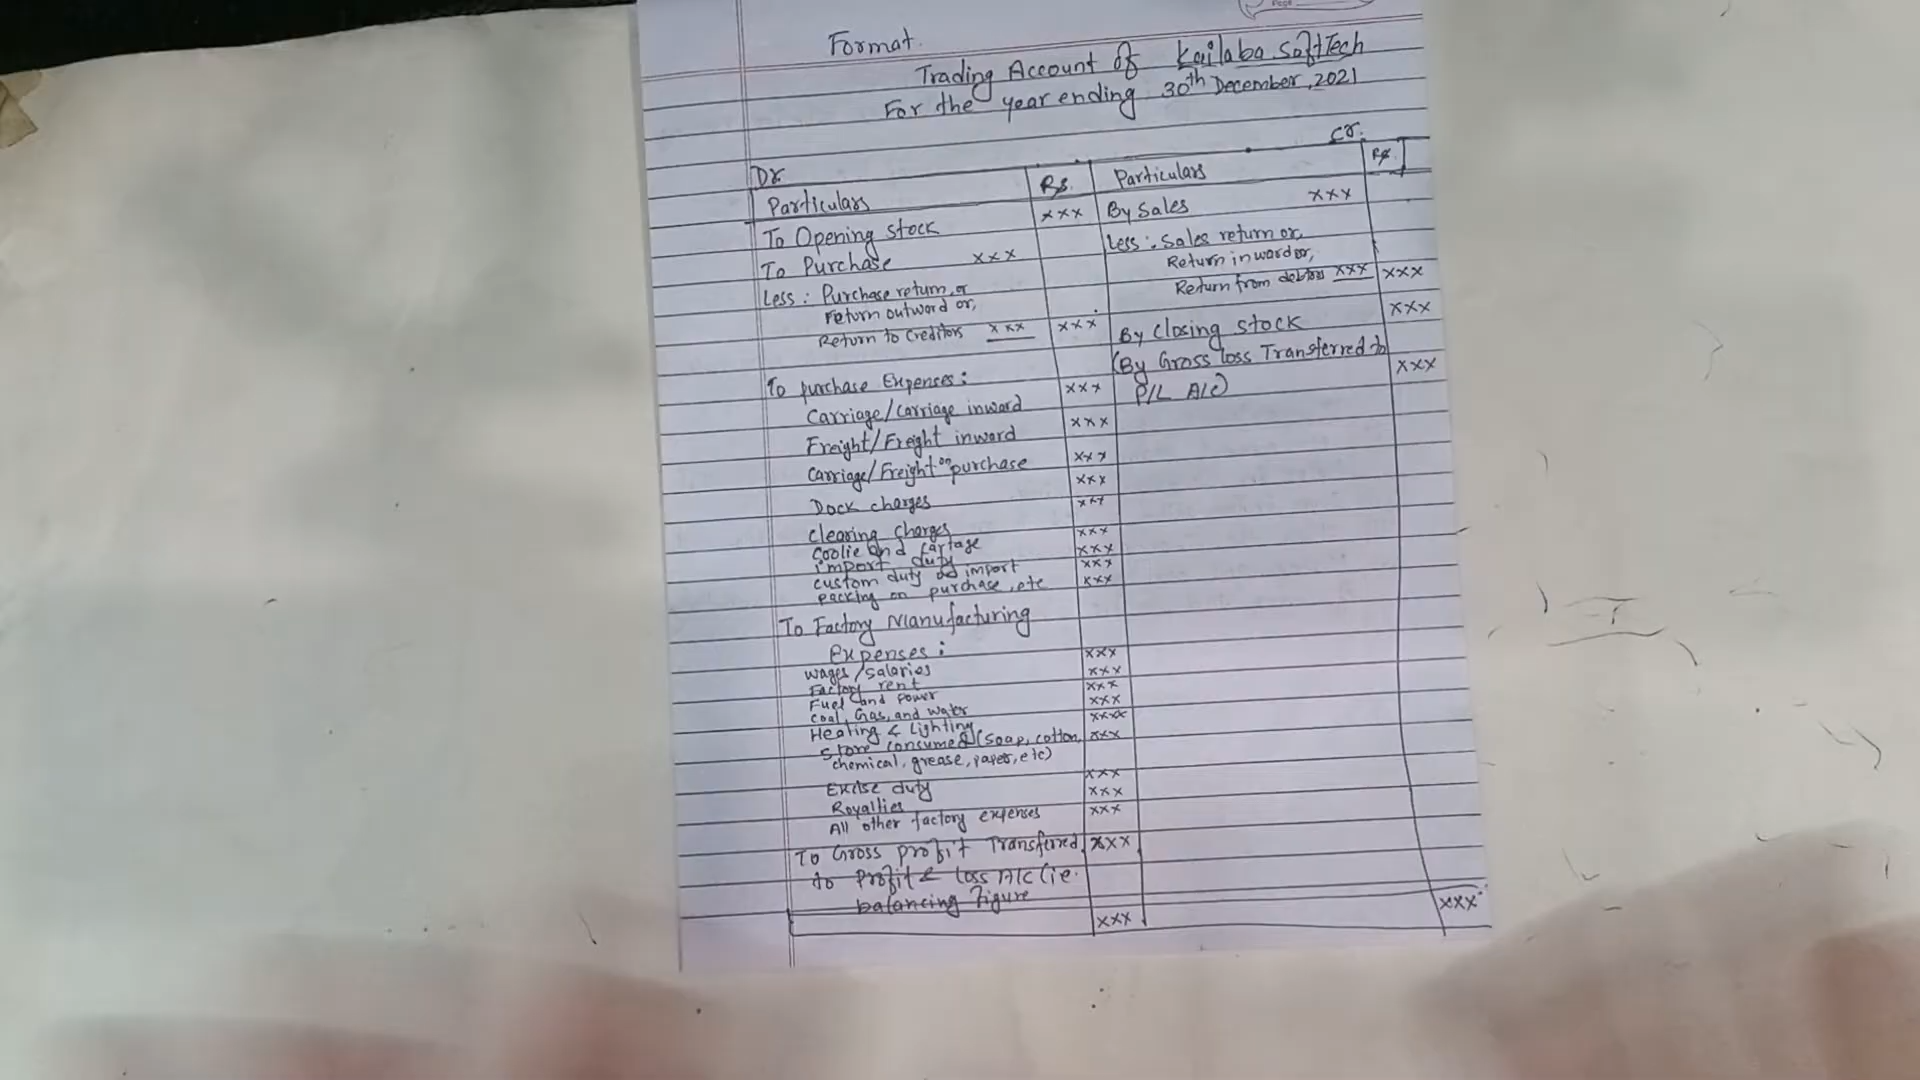 Format.
Trading Account of Kailaba SoftTech
For the year ending 30th December, 2021
Dr
Cr.
Particulars Rs. Particulars Rs.
To Opening stock xxx
To Purchase xxx
Less : Purchase return, or
return outward or,
Return to Creditors xxx xxx
To purchase Expenses :
Carriage/carriage inward xxx
Freight/Freight inward xxx
Carriage/Freight on purchase xxx
Dock charges xxx
clearing charges xxx
coolie and cartage xxx
import duty xxx
custom duty import xxx
packing on purchase, etc xxx
To Factory Manufacturing
expenses :
wages/salaries xxx
Factory rent xxx
Fuel and power xxx
coal, Gas, and water xxx
Heating & Lighting xxx
store consumed (soap, cotton, xxx
chemical, grease, paper, etc)
Excise duty xxx
Royalties xxx
All other factory expenses xxx
To Gross profit Transferred xxx
to Profit & Loss A/C (i.e.
balancing figure
xxx
By Sales xxx
Less : Sales return or,
Return inward or,
Return from debtors xxx xxx
By closing stock xxx
(By Gross loss Transferred to
P/L A/C) xxx
xxx